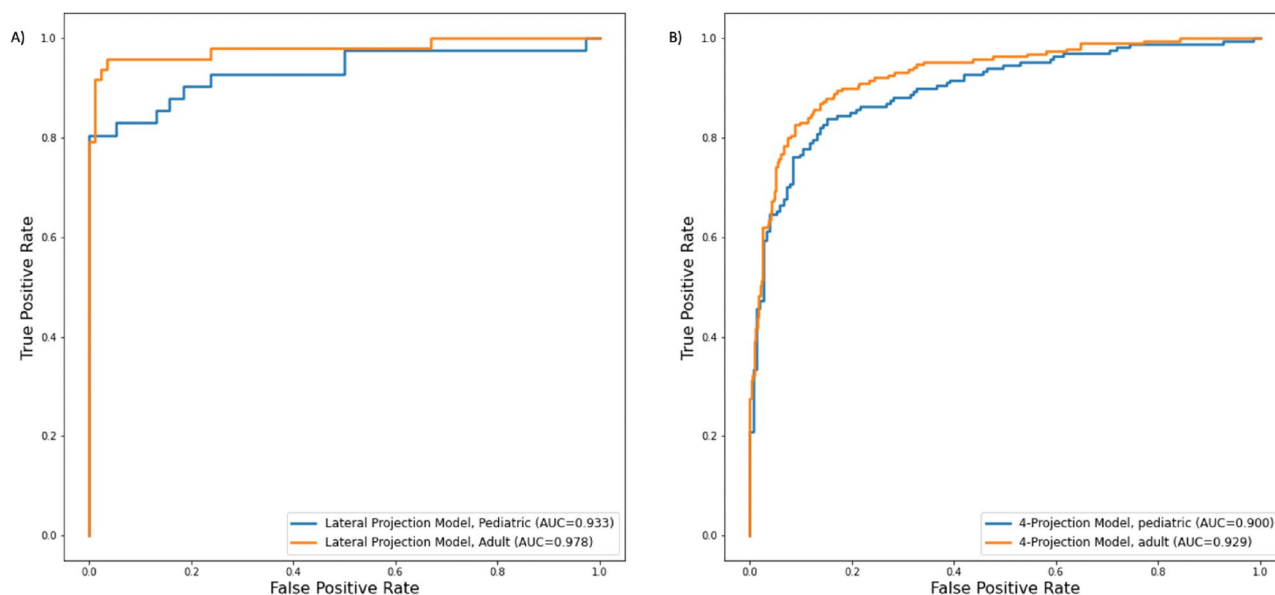 A)
1.0
0.8
0.6
0.4
0.2
0.0
True Positive Rate
0.0 0.2 0.4 0.6 0.8 1.0
False Positive Rate
Lateral Projection Model, Pediatric (AUC=0.933)
Lateral Projection Model, Adult (AUC=0.978)
B)
1.0
0.8
0.6
0.4
0.2
0.0
True Positive Rate
0.0 0.2 0.4 0.6 0.8 1.0
False Positive Rate
4-Projection Model, pediatric (AUC=0.900)
4-Projection Model, adult (AUC=0.929)